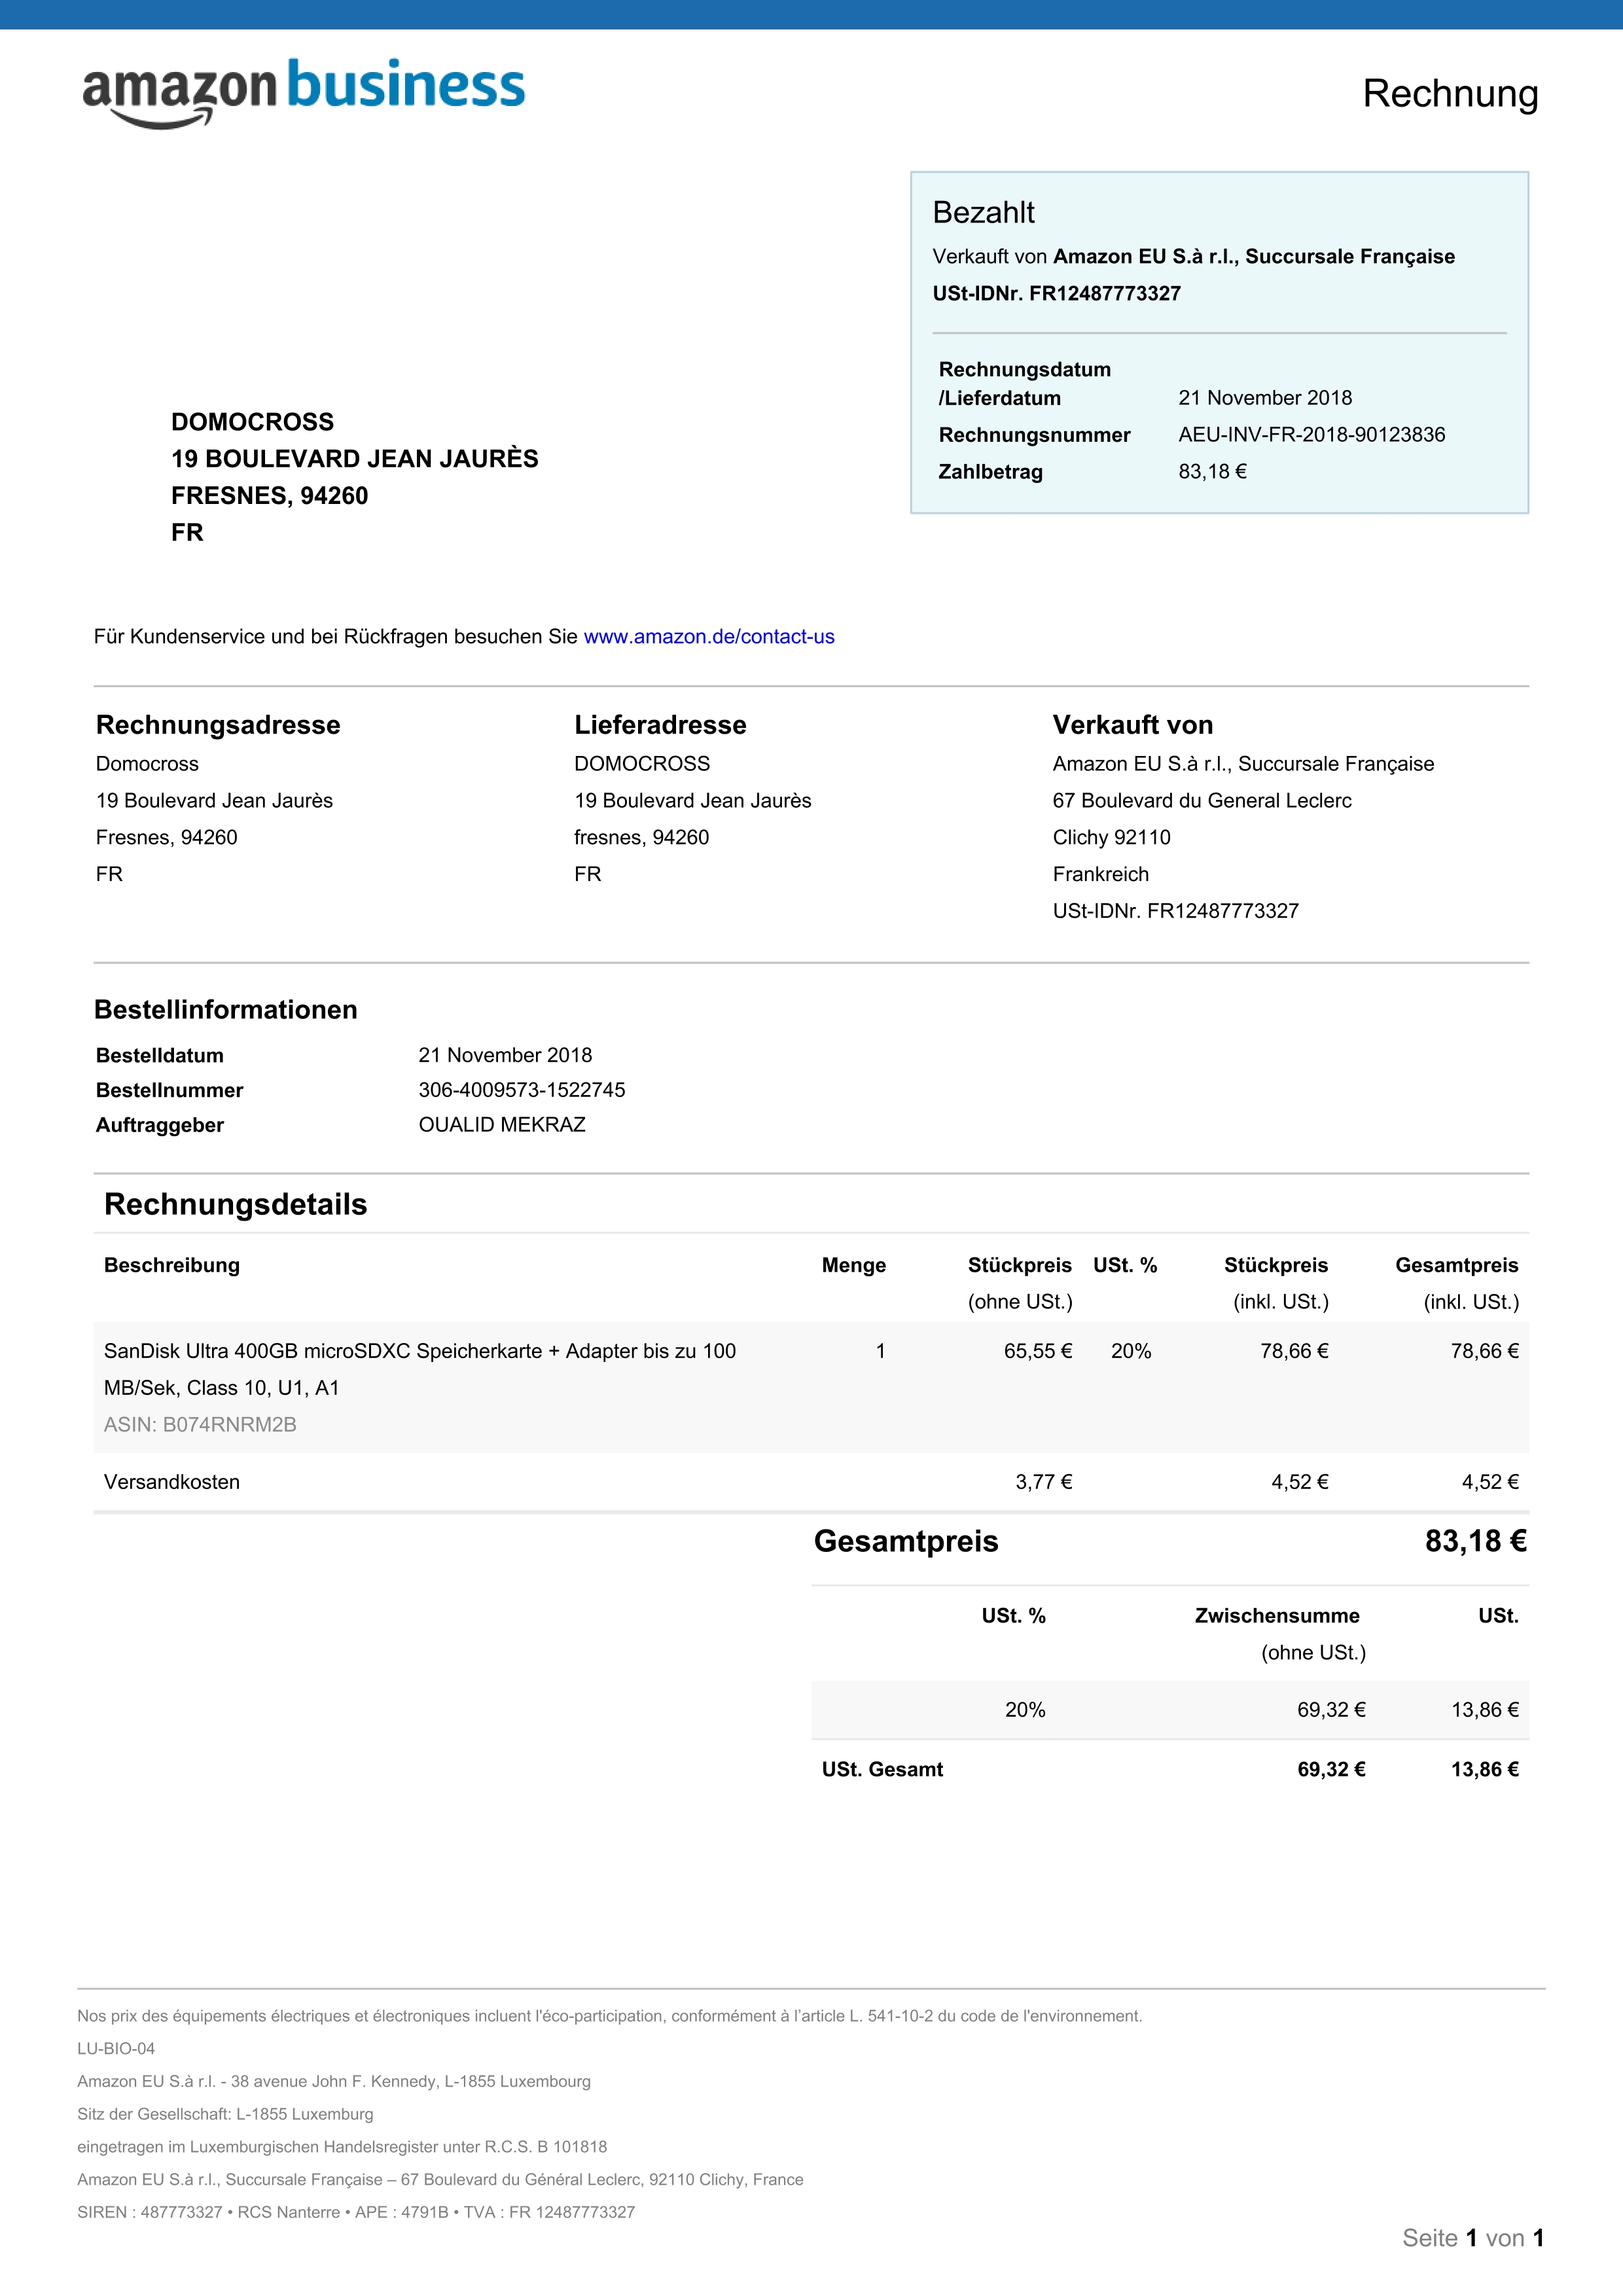 amazon business
Rechnung
Bezahlt
Verkauft von Amazon EU S.à r.l., Succursale Française
USt-IDNr. FR12487773327
Rechnungsdatum
/Lieferdatum 21 November 2018
Rechnungsnummer AEU-INV-FR-2018-90123836
Zahlbetrag 83,18 €
DOMOCROSS
19 BOULEVARD JEAN JAURÈS
FRESNES, 94260
FR
Für Kundenservice und bei Rückfragen besuchen Sie www.amazon.de/contact-us
Rechnungsadresse
Domocross
19 Boulevard Jean Jaurès
Fresnes, 94260
FR
Lieferadresse
DOMOCROSS
19 Boulevard Jean Jaurès
fresnes, 94260
FR
Verkauft von
Amazon EU S.à r.l., Succursale Française
67 Boulevard du General Leclerc
Clichy 92110
Frankreich
USt-IDNr. FR12487773327
Bestellinformationen
Bestelldatum 21 November 2018
Bestellnummer 306-4009573-1522745
Auftraggeber OUALID MEKRAZ
Rechnungsdetails
Beschreibung Menge Stückpreis USt. % Stückpreis Gesamtpreis
(ohne USt.) (inkl. USt.) (inkl. USt.)
SanDisk Ultra 400GB microSDXC Speicherkarte + Adapter bis zu 100 1 65,55 € 20% 78,66 € 78,66 €
MB/Sek, Class 10, U1, A1
ASIN: B074RNRM2B
Versandkosten 3,77 € 4,52 € 4,52 €
Gesamtpreis 83,18 €
USt. % Zwischensumme USt.
(ohne USt.)
20% 69,32 € 13,86 €
USt. Gesamt 69,32 € 13,86 €
Nos prix des équipements électriques et électroniques incluent l'éco-participation, conformément à l’article L. 541-10-2 du code de l'environnement.
LU-BIO-04
Amazon EU S.à r.l. - 38 avenue John F. Kennedy, L-1855 Luxembourg
Sitz der Gesellschaft: L-1855 Luxemburg
eingetragen im Luxemburgischen Handelsregister unter R.C.S. B 101818
Amazon EU S.à r.l., Succursale Française – 67 Boulevard du Général Leclerc, 92110 Clichy, France
SIREN : 487773327 • RCS Nanterre • APE : 4791B • TVA : FR 12487773327
Seite 1 von 1